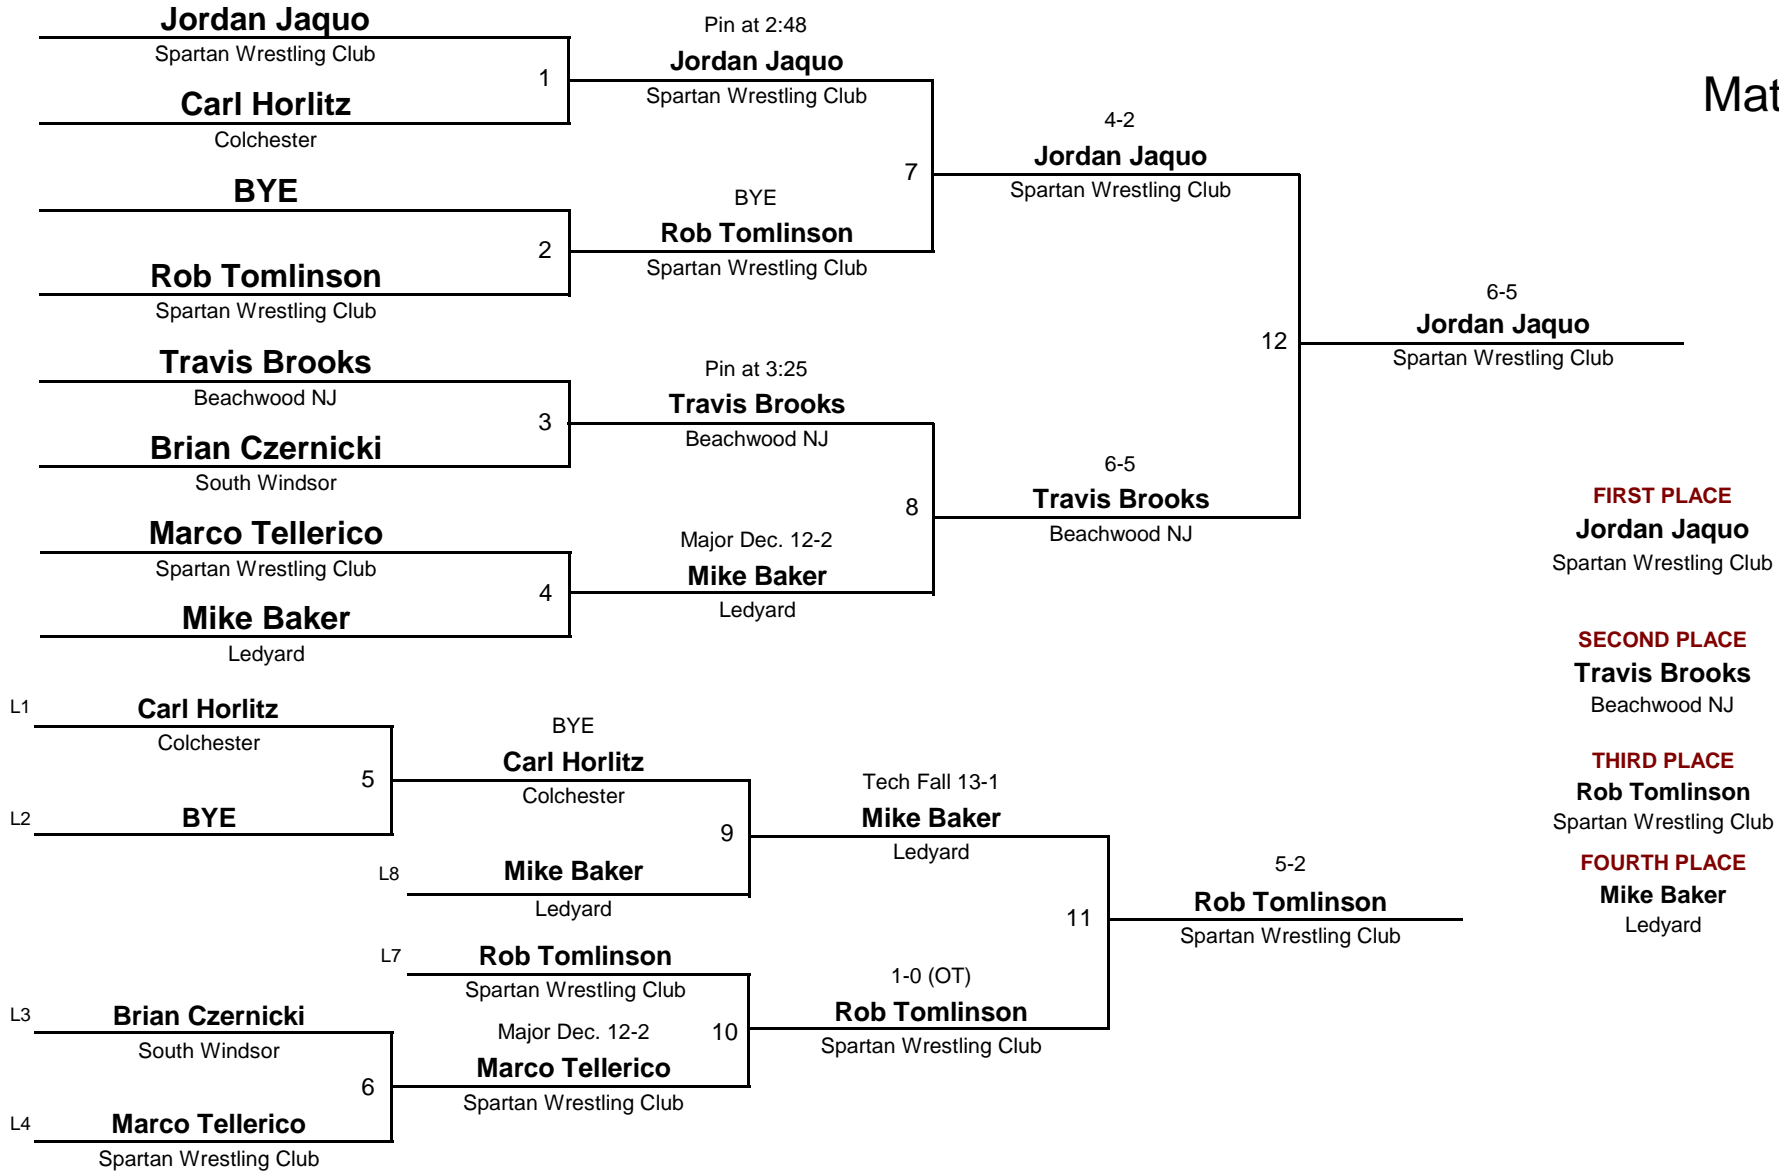 Jordan Jaquo
Spartan Wrestling Club
1
Carl Horlitz
Colchester
BYE
2
Rob Tomlinson
Spartan Wrestling Club
Travis Brooks
Beachwood NJ
3
Brian Czernicki
South Windsor
Marco Tellerico
Spartan Wrestling Club
4
Mike Baker
Ledyard
Pin at 2:48
Jordan Jaquo
Spartan Wrestling Club
7
BYE
Rob Tomlinson
Spartan Wrestling Club
Pin at 3:25
Travis Brooks
Beachwood NJ
8
Major Dec. 12-2
Mike Baker
Ledyard
4-2
Jordan Jaquo
Spartan Wrestling Club
12
6-5
Travis Brooks
Beachwood NJ
6-5
Jordan Jaquo
Spartan Wrestling Club
Mat
FIRST PLACE
Jordan Jaquo
Spartan Wrestling Club
SECOND PLACE
Travis Brooks
Beachwood NJ
THIRD PLACE
Rob Tomlinson
Spartan Wrestling Club
FOURTH PLACE
Mike Baker
Ledyard
L1
Carl Horlitz
Colchester
5
L2
BYE
BYE
Carl Horlitz
Colchester
9
L8
Mike Baker
Ledyard
L7
Rob Tomlinson
Spartan Wrestling Club
10
L3
Brian Czernicki
South Windsor
6
L4
Marco Tellerico
Spartan Wrestling Club
Major Dec. 12-2
Marco Tellerico
Spartan Wrestling Club
Tech Fall 13-1
Mike Baker
Ledyard
11
1-0 (OT)
Rob Tomlinson
Spartan Wrestling Club
5-2
Rob Tomlinson
Spartan Wrestling Club